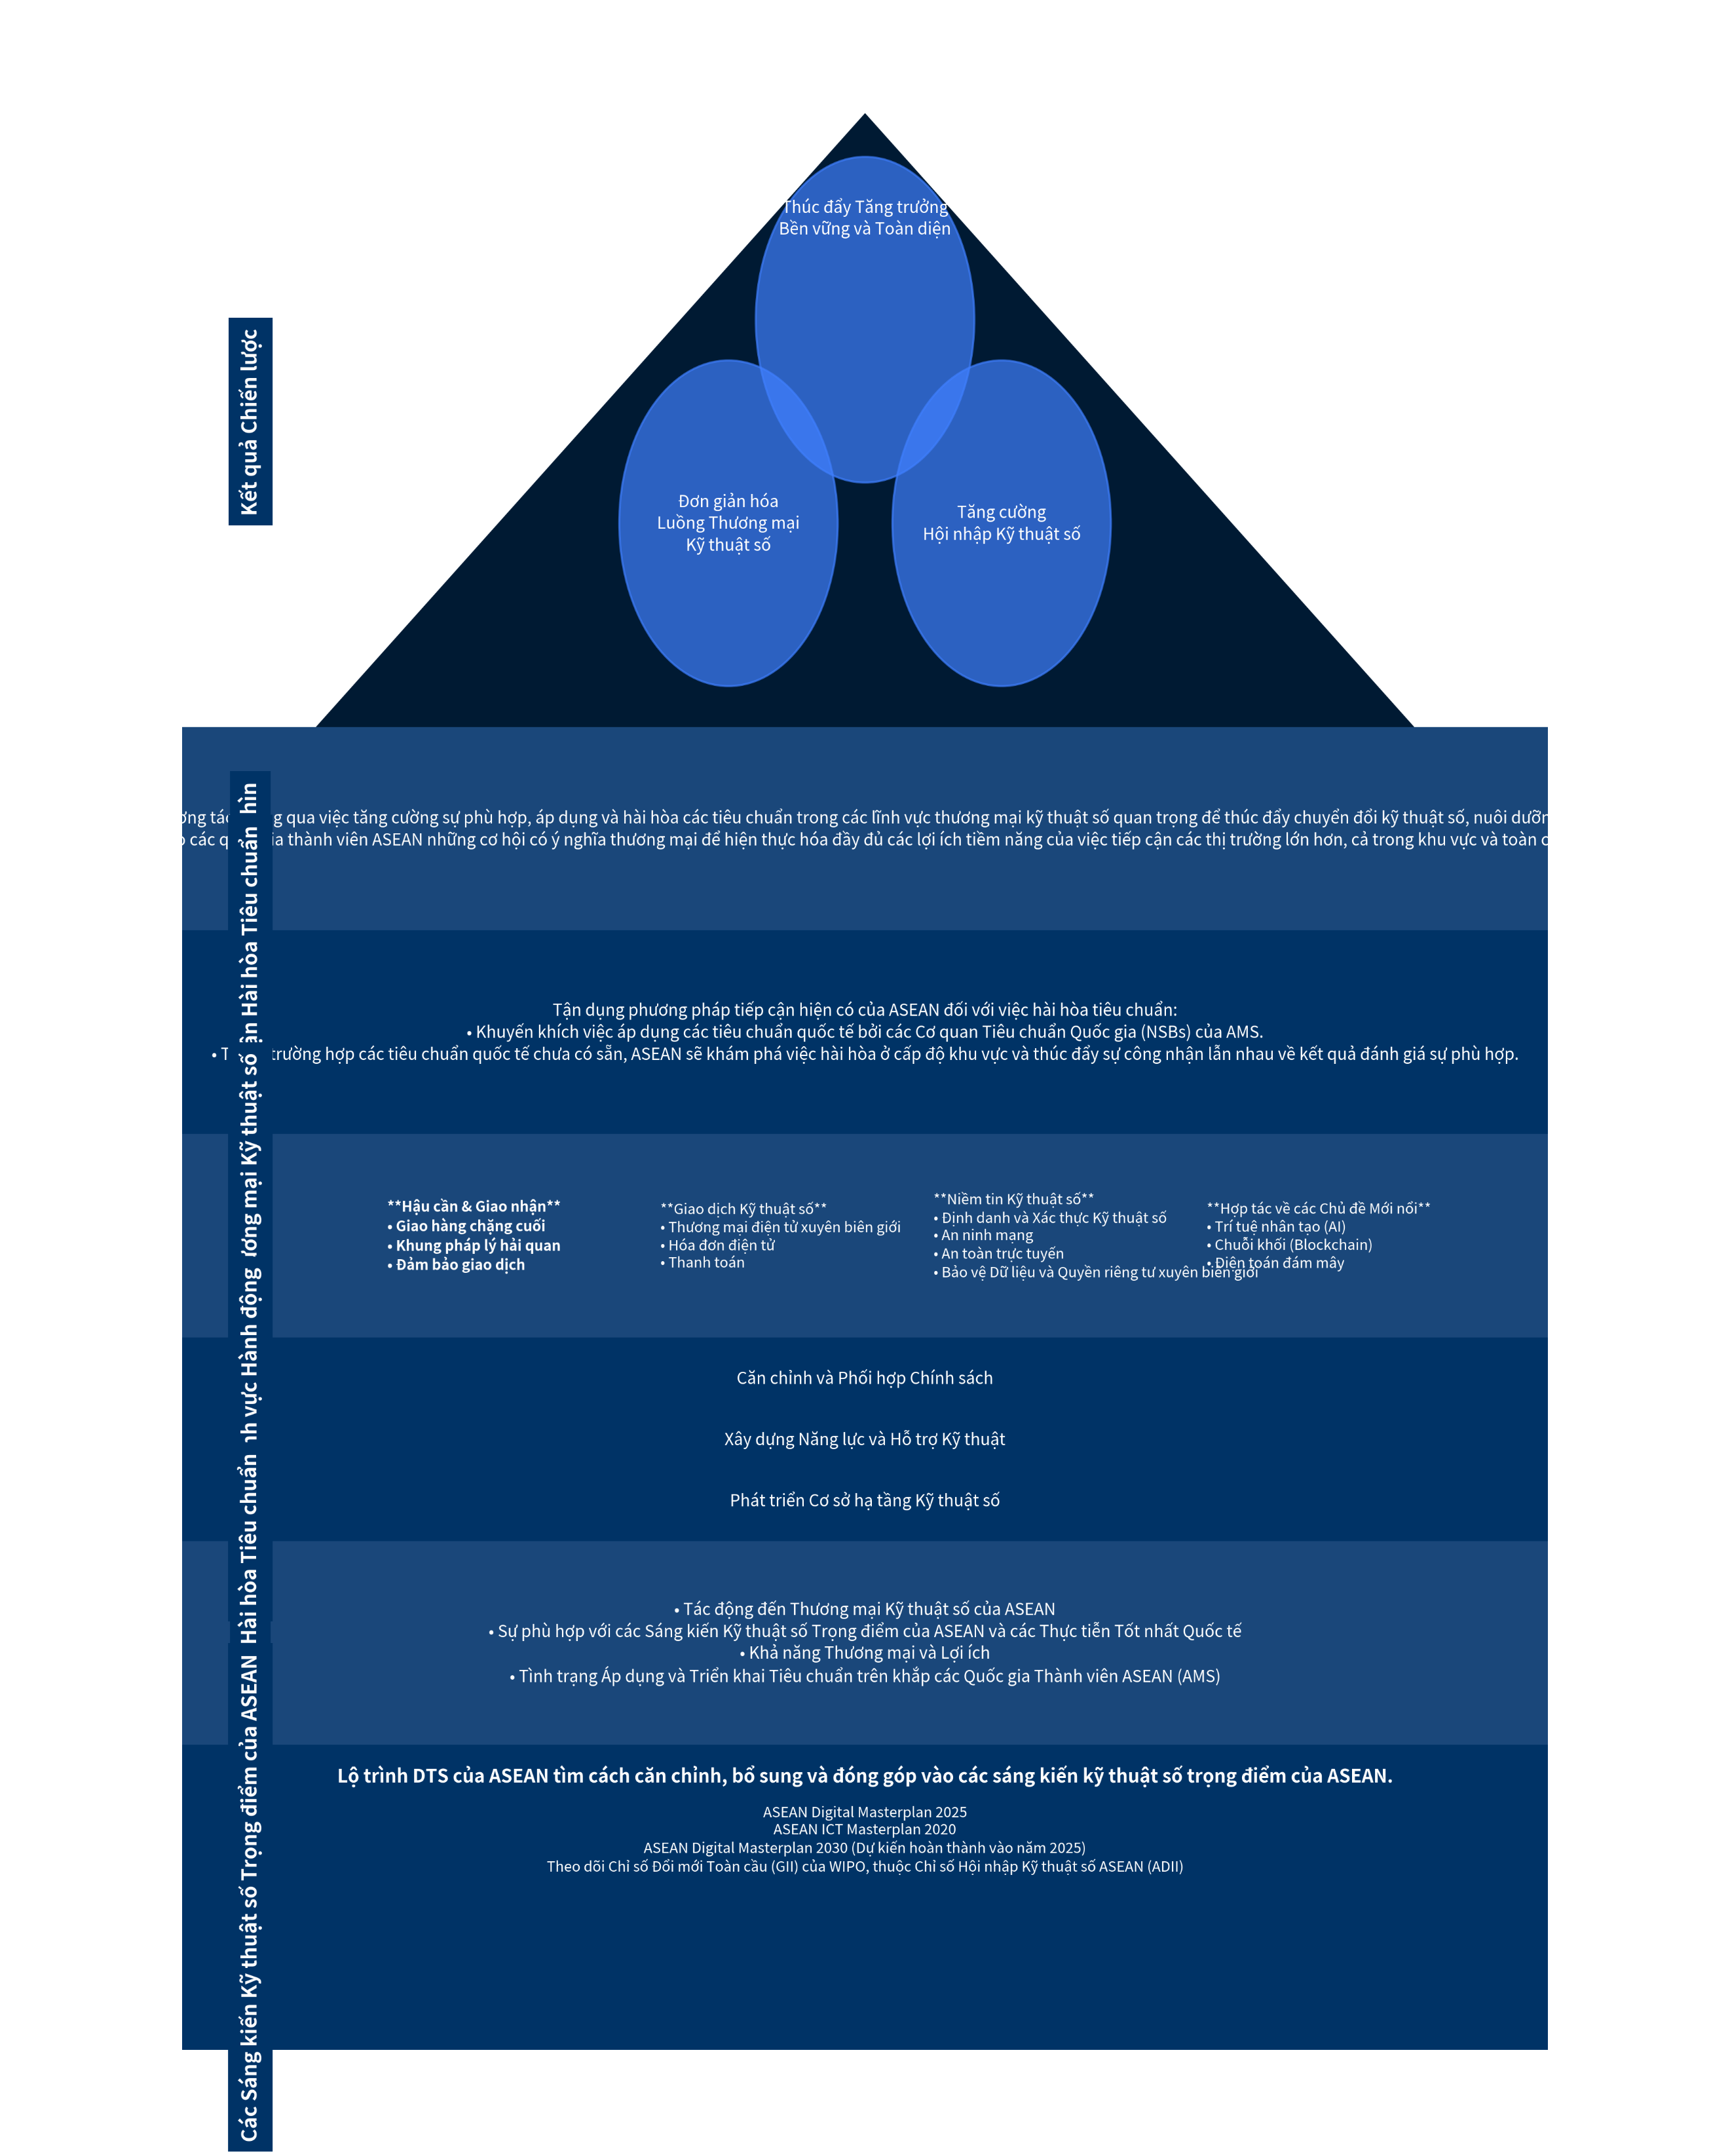 Thúc đẩy Tăng trưởng
Bền vững và Toàn diện
Kết quả Chiến lược
Đơn giản hóa
Luồng Thương mại
Kỹ thuật số
Tăng cường
Hội nhập Kỹ thuật số
qua việc tăng cường sự phù hợp, áp dụng và hài hòa các tiêu chuẩn trong các lĩnh vực thương mại kỹ thuật số quan trọng để thúc đẩy chuyển đổi kỹ thuật số, nuôi
các thành viên ASEAN những cơ hội có ý nghĩa thương mại để hiện thực hóa đầy đủ các lợi ích tiềm năng của việc tiếp cận các thị trường lớn hơn, cả trong khu vực và toàn
Hài hòa Tiêu chuẩn
Tận dụng phương pháp tiếp cận hiện có của ASEAN đối với việc hài hòa tiêu chuẩn:
• Khuyến khích việc áp dụng các tiêu chuẩn quốc tế bởi các Cơ quan Tiêu chuẩn Quốc gia (NSBs) của AMS.
• trường hợp các tiêu chuẩn quốc tế chưa có sẵn, ASEAN sẽ khám phá việc hài hòa ở cấp độ khu vực và thúc đẩy sự công nhận lẫn nhau về kết quả đánh giá sự phù hợp.
mại Kỹ thuật số
**Hậu cần & Giao nhận**
• Giao hàng chặng cuối
• Khung pháp lý hải quan
• Đảm bảo giao dịch
**Giao dịch Kỹ thuật số**
• Thương mại điện tử xuyên biên giới
• Hóa đơn điện tử
• Thanh toán
**Niềm tin Kỹ thuật số**
• Định danh và Xác thực Kỹ thuật số
• An ninh mạng
• An toàn trực tuyến
• Bảo vệ Dữ liệu và Quyền riêng tư xuyên biên giới
**Hợp tác về các Chủ đề Mới nổi**
• Trí tuệ nhân tạo (AI)
• Chuỗi khối (Blockchain)
• Điện toán đám mây
vực Hành động
Căn chỉnh và Phối hợp Chính sách
Xây dựng Năng lực và Hỗ trợ Kỹ thuật
Phát triển Cơ sở hạ tầng Kỹ thuật số
Hài hòa Tiêu chuẩn
• Tác động đến Thương mại Kỹ thuật số của ASEAN
• Sự phù hợp với các Sáng kiến Kỹ thuật số Trọng điểm của ASEAN và các Thực tiễn Tốt nhất Quốc tế
• Khả năng Thương mại và Lợi ích
• Tình trạng Áp dụng và Triển khai Tiêu chuẩn trên khắp các Quốc gia Thành viên ASEAN (AMS)
Các Sáng kiến Kỹ thuật số Trọng điểm của ASEAN
Lộ trình DTS của ASEAN tìm cách căn chỉnh, bổ sung và đóng góp vào các sáng kiến kỹ thuật số trọng điểm của ASEAN.
ASEAN Digital Masterplan 2025
ASEAN ICT Masterplan 2020
ASEAN Digital Masterplan 2030 (Dự kiến hoàn thành vào năm 2025)
Theo dõi Chỉ số Đổi mới Toàn cầu (GII) của WIPO, thuộc Chỉ số Hội nhập Kỹ thuật số ASEAN (ADII)